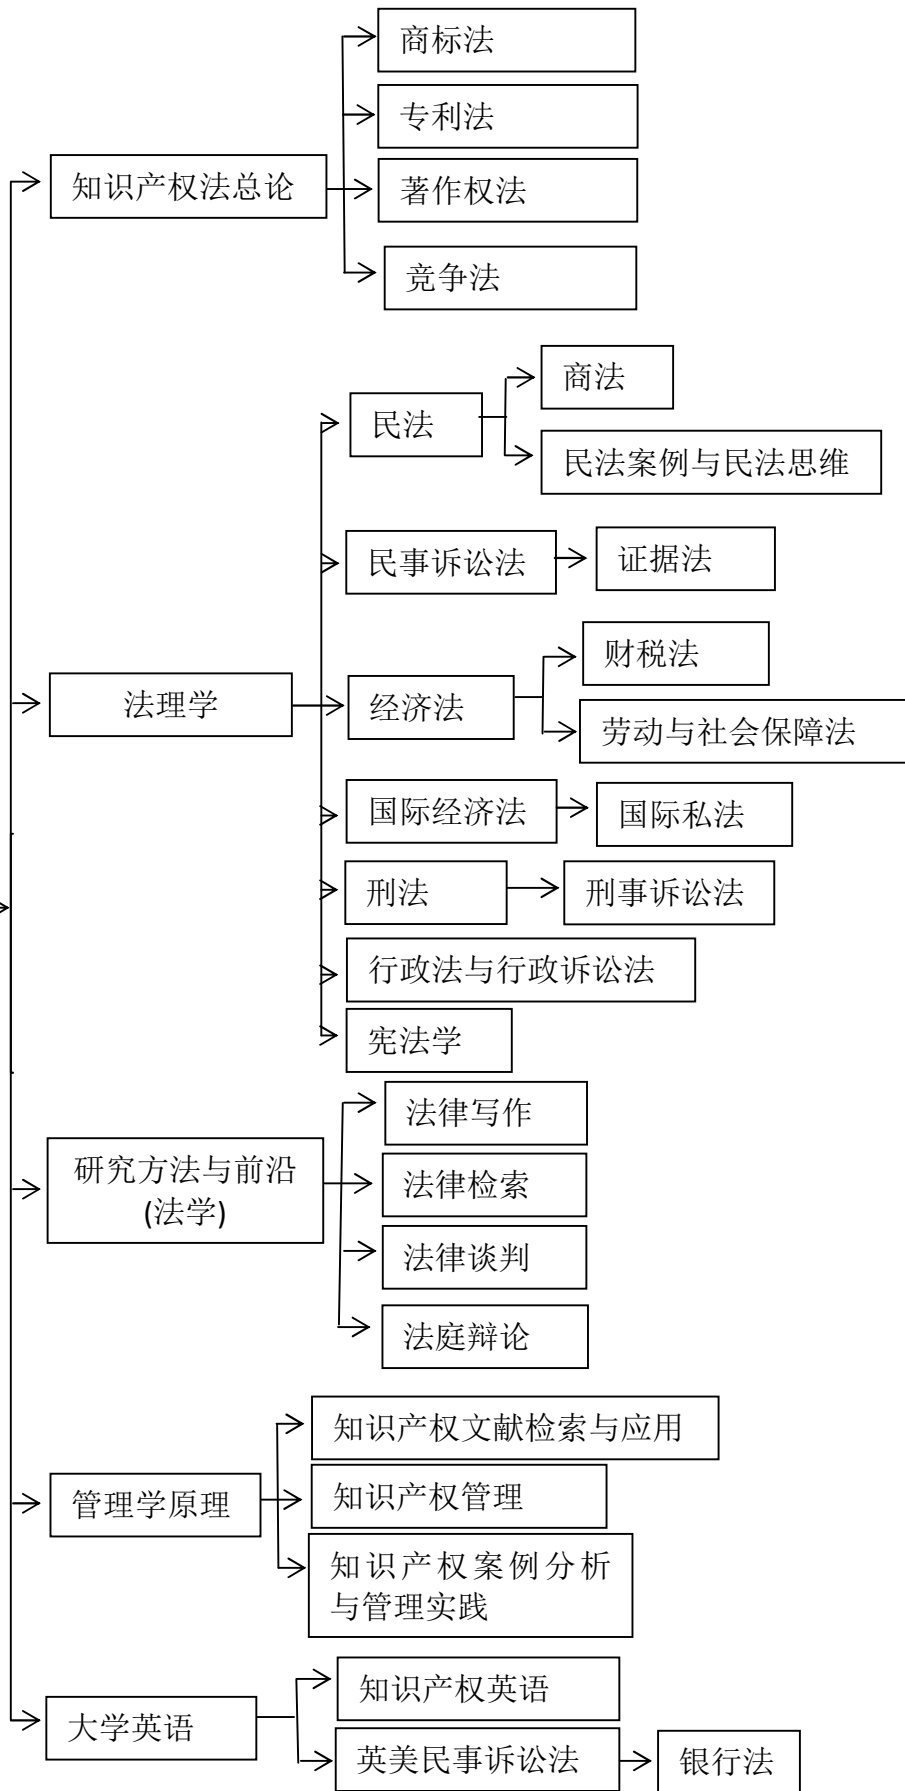 商标法
专利法
知识产权法总论
著作权法
竞争法
商法
民法
民法案例与民法思维
民事诉讼法
证据法
财税法
法理学
经济法
劳动与社会保障法
国际经济法
国际私法
刑法
刑事诉讼法
行政法与行政诉讼法
宪法学
法律写作
研究方法与前沿
(法学)
法律检索
法律谈判
法庭辩论
知识产权文献检索与应用
管理学原理
知识产权管理
知识产权案例分析
与管理实践
知识产权英语
大学英语
英美民事诉讼法
银行法